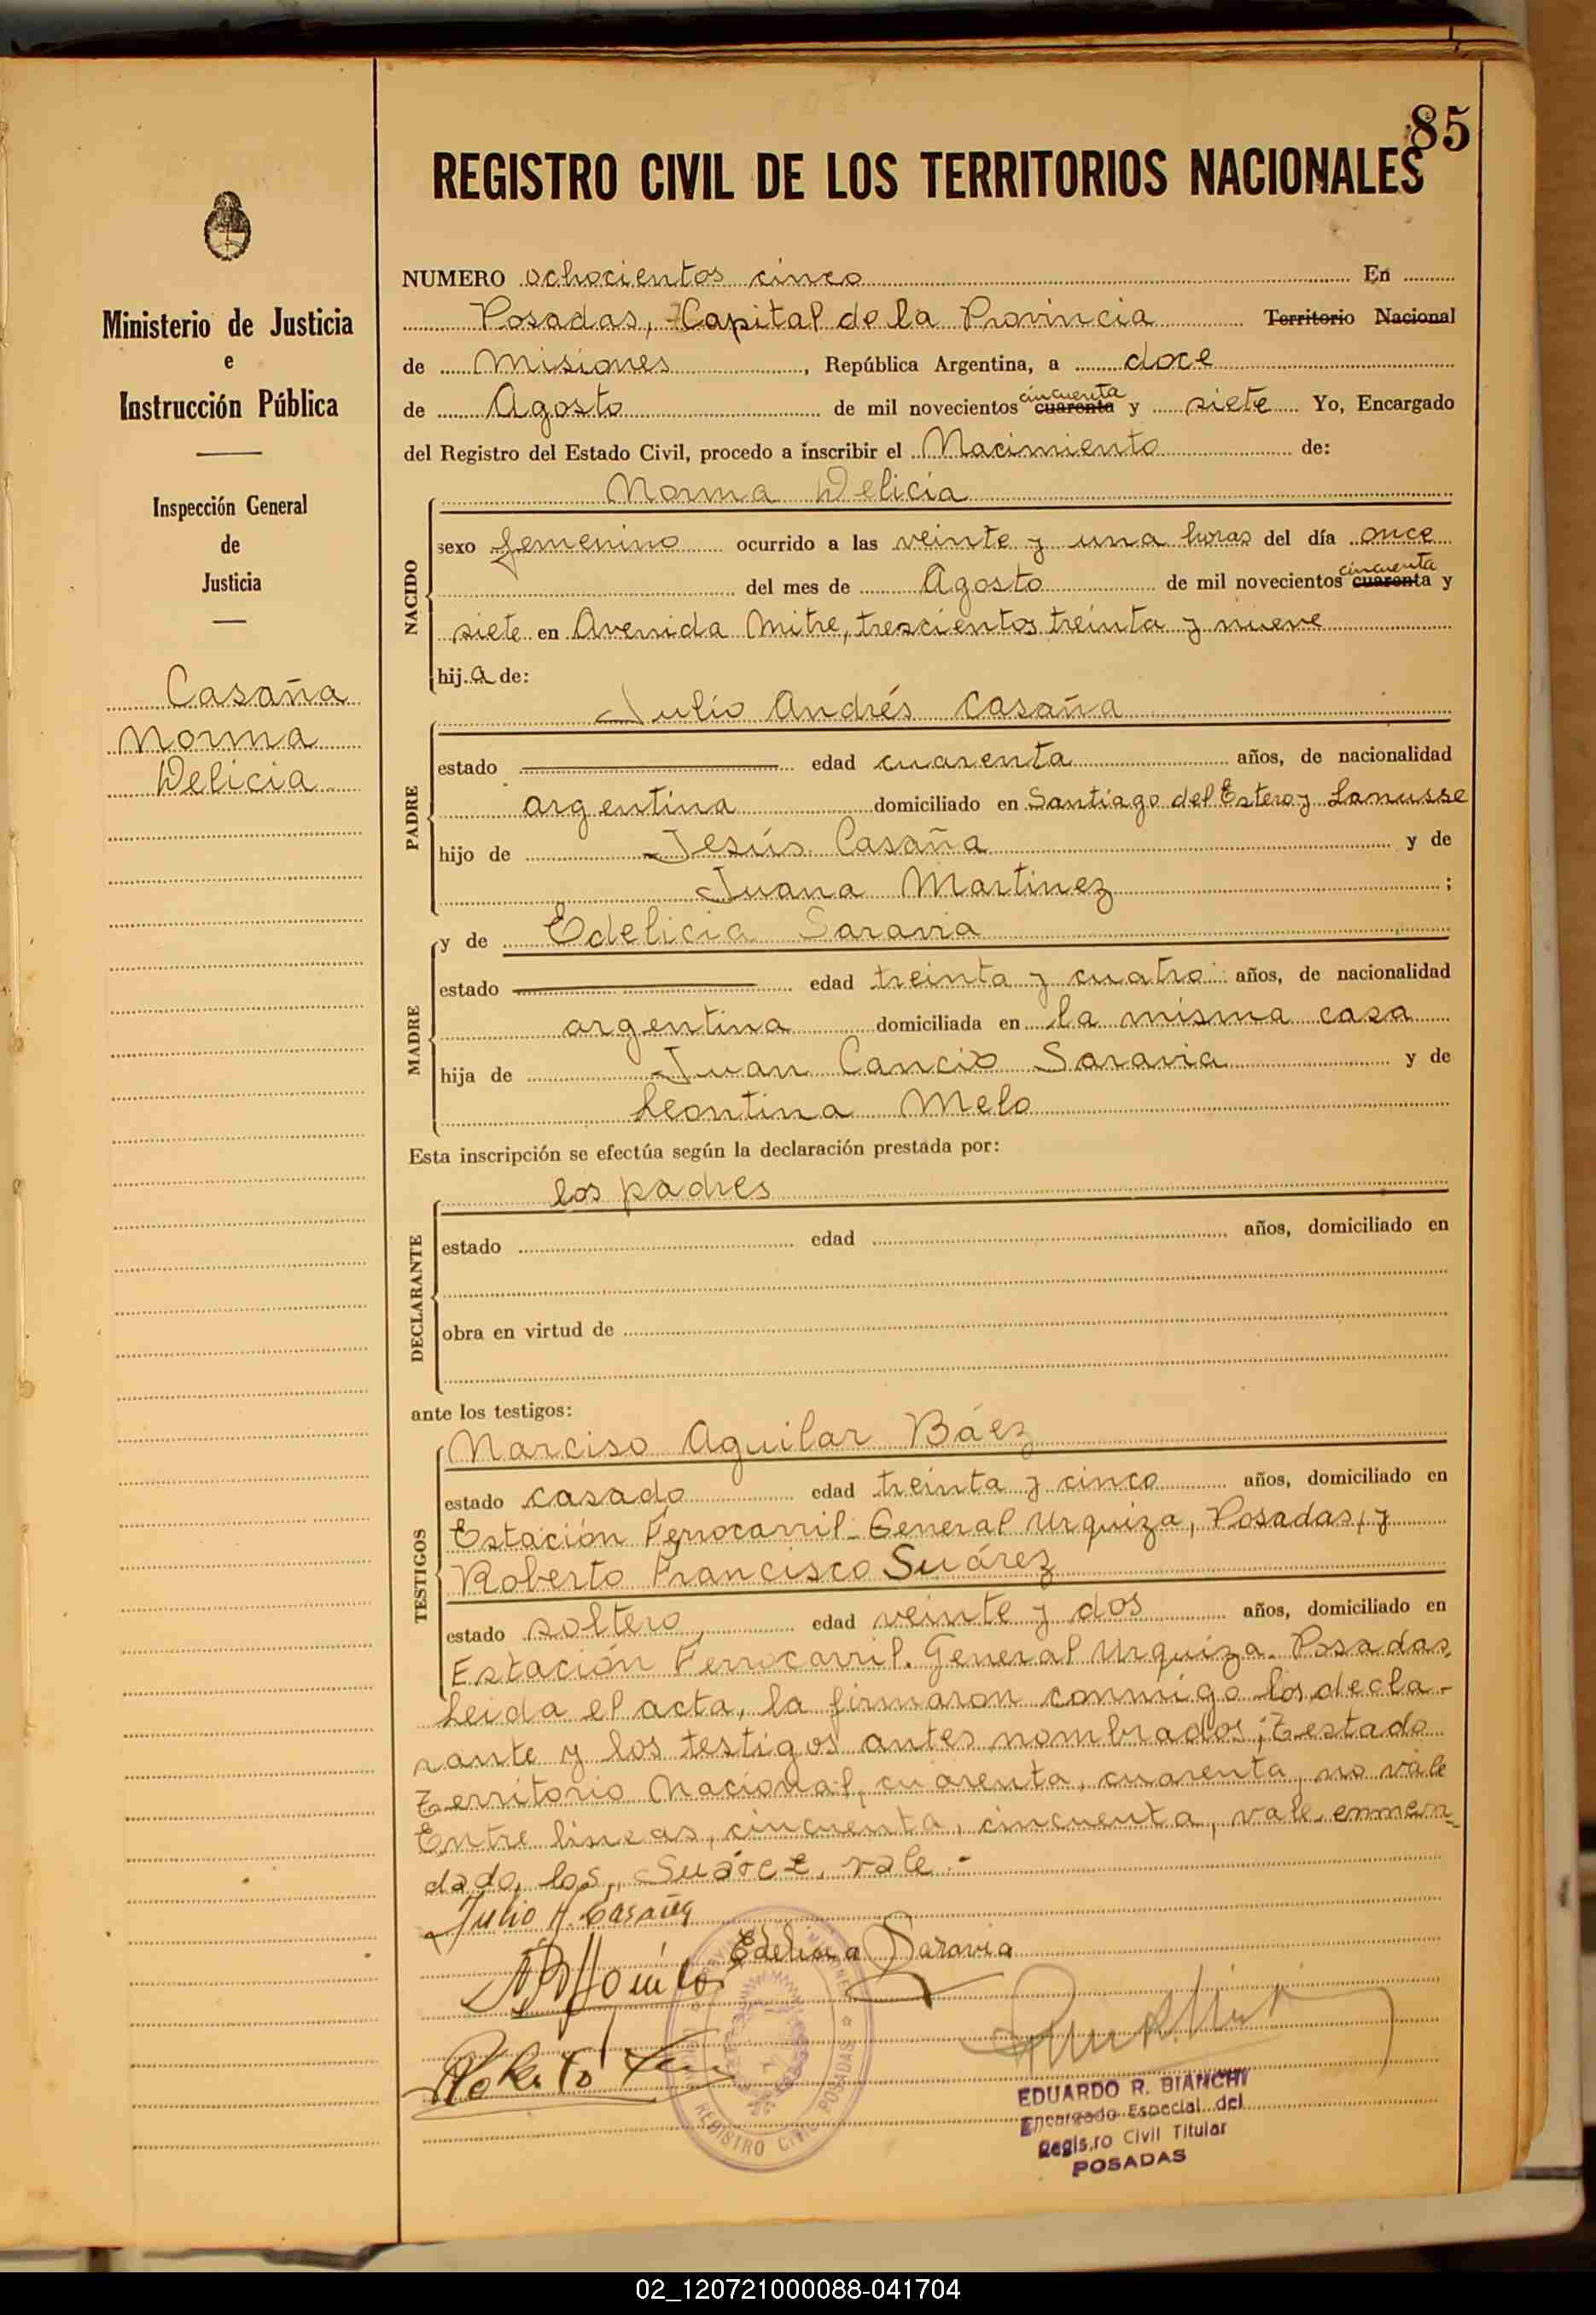 85
REGISTRO CIVIL DE LOS TERRITORIOS NACIONALES
Ministerio de Justicia
e
Instrucción Pública
Inspección General
de
Justicia
Casaña
Norma
Delicia
NUMERO ochocientos cinco En
Posadas, Capital de la Provincia Territorio Nacional
de Misiones, República Argentina, a doce
de Agosto de mil novecientos cincuenta cuarenta y siete Yo, Encargado
del Registro del Estado Civil, procedo a inscribir el Nacimiento de:
NACIDO
Norma Delicia
sexo femenino ocurrido a las veinte y una horas del día once
del mes de Agosto de mil novecientos cincuenta cuarenta y
siete en Avenida Mitre, trescientos treinta y nueve
hij.a de:
PADRE
Julio Andrés Casaña
estado edad cuarenta años, de nacionalidad
argentina domiciliado en Santiago del Estero y Lanusse
hijo de Jesús Casaña y de
Juana Martinez ;
MADRE
y de Edelicia Saravia
estado edad treinta y cuatro años, de nacionalidad
argentina domiciliada en la misma casa
hija de Juan Cancio Saravia y de
Leontina Melo
Esta inscripción se efectúa según la declaración prestada por:
DECLARANTE
los padres
estado edad años, domiciliado en
obra en virtud de
ante los testigos:
TESTIGOS
Narciso Aguilar Báez
estado casado edad treinta y cinco años, domiciliado en
Estación Ferrocarril General Urquiza, Posadas, y
Roberto Francisco Suárez
estado soltero edad veinte y dos años, domiciliado en
Estación Ferrocarril. General Urquiza. Posadas.
Leida el acta, la firmaron conmigo los decla-
rante y los testigos antes nombrados; Testado
Territorio Nacional, cuarenta, cuarenta, no vale
Entre lineas, cincuenta, cincuenta, vale. enmen-
dado, los, Suárez, vale.-
Julio A. Casaña
Edelicia Saravia
Roberto
REGISTRO CIVIL POSADAS
EDUARDO R. BIANCHI
Encargado Especial del
Regis.ro Civil Titular
POSADAS
02_120721000088-041704